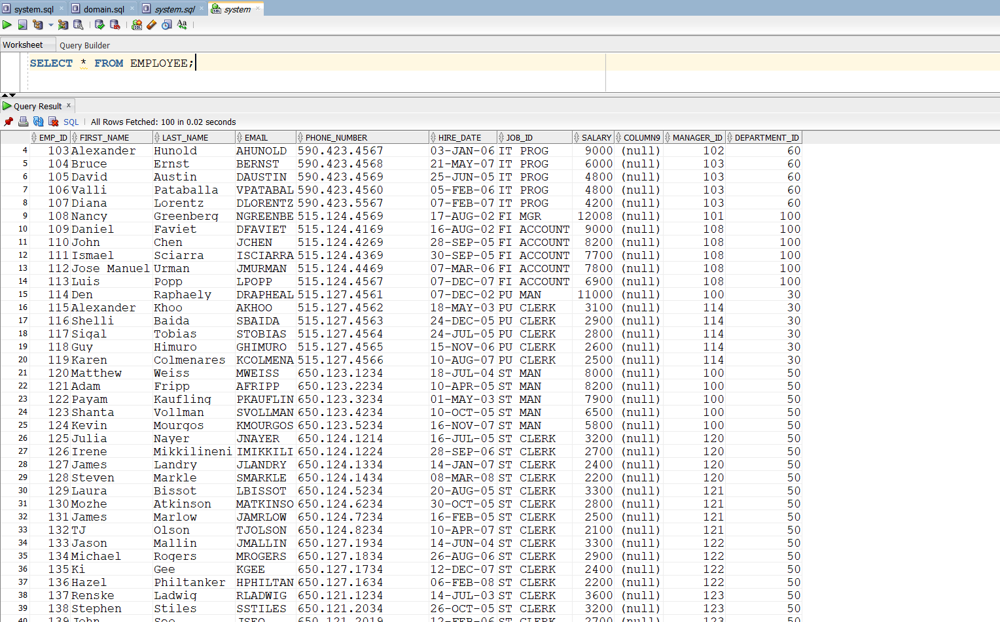 system.sql domain.sql system.sql system
Worksheet Query Builder
SELECT * FROM EMPLOYEE;
Query Result
SQL All Rows Fetched: 100 in 0.02 seconds
EMP_ID FIRST_NAME LAST_NAME EMAIL PHONE_NUMBER HIRE_DATE JOB_ID SALARY COLUMN9 MANAGER_ID DEPARTMENT_ID
4 103 Alexander Hunold AHUNOLD 590.423.4567 03-JAN-06 IT PROG 9000 (null) 102 60
5 104 Bruce Ernst BERNST 590.423.4568 21-MAY-07 IT PROG 6000 (null) 103 60
6 105 David Austin DAUSTIN 590.423.4569 25-JUN-05 IT PROG 4800 (null) 103 60
7 106 Valli Pataballa VPATABAL 590.423.4560 05-FEB-06 IT PROG 4800 (null) 103 60
8 107 Diana Lorentz DLORENTZ 590.423.5567 07-FEB-07 IT PROG 4200 (null) 103 60
9 108 Nancy Greenberg NGREENBE 515.124.4569 17-AUG-02 FI MGR 12008 (null) 101 100
10 109 Daniel Faviet DFAVIET 515.124.4169 16-AUG-02 FI ACCOUNT 9000 (null) 108 100
11 110 John Chen JCHEN 515.124.4269 28-SEP-05 FI ACCOUNT 8200 (null) 108 100
12 111 Ismael Sciarra ISCIARRA 515.124.4369 30-SEP-05 FI ACCOUNT 7700 (null) 108 100
13 112 Jose Manuel Urman JMURMAN 515.124.4469 07-MAR-06 FI ACCOUNT 7800 (null) 108 100
14 113 Luis Popp LPOPP 515.124.4567 07-DEC-07 FI ACCOUNT 6900 (null) 108 100
15 114 Den Raphaely DRAPHEAL 515.127.4561 07-DEC-02 PU MAN 11000 (null) 100 30
16 115 Alexander Khoo AKHOO 515.127.4562 18-MAY-03 PU CLERK 3100 (null) 114 30
17 116 Shelli Baida SBAIDA 515.127.4563 24-DEC-05 PU CLERK 2900 (null) 114 30
18 117 Sigal Tobias STOBIAS 515.127.4564 24-JUL-05 PU CLERK 2800 (null) 114 30
19 118 Guy Himuro GHIMURO 515.127.4565 15-NOV-06 PU CLERK 2600 (null) 114 30
20 119 Karen Colmenares KCOLMENA 515.127.4566 10-AUG-07 PU CLERK 2500 (null) 114 30
21 120 Matthew Weiss MWEISS 650.123.1234 18-JUL-04 ST MAN 8000 (null) 100 50
22 121 Adam Fripp AFRIPP 650.123.2234 10-APR-05 ST MAN 8200 (null) 100 50
23 122 Payam Kaufling PKAUFLIN 650.123.3234 01-MAY-03 ST MAN 7900 (null) 100 50
24 123 Shanta Vollman SVOLLMAN 650.123.4234 10-OCT-05 ST MAN 6500 (null) 100 50
25 124 Kevin Mourgos KMOURGOS 650.123.5234 16-NOV-07 ST MAN 5800 (null) 100 50
26 125 Julia Nayer JNAYER 650.124.1214 16-JUL-05 ST CLERK 3200 (null) 120 50
27 126 Irene Mikkilineni IMIKKILI 650.124.1224 28-SEP-06 ST CLERK 2700 (null) 120 50
28 127 James Landry JLANDRY 650.124.1334 14-JAN-07 ST CLERK 2400 (null) 120 50
29 128 Steven Markle SMARKLE 650.124.1434 08-MAR-08 ST CLERK 2200 (null) 120 50
30 129 Laura Bissot LBISSOT 650.124.5234 20-AUG-05 ST CLERK 3300 (null) 121 50
31 130 Mozhe Atkinson MATKINSO 650.124.6234 30-OCT-05 ST CLERK 2800 (null) 121 50
32 131 James Marlow JAMRLOW 650.124.7234 16-FEB-05 ST CLERK 2500 (null) 121 50
33 132 TJ Olson TJOLSON 650.124.8234 10-APR-07 ST CLERK 2100 (null) 121 50
34 133 Jason Mallin JMALLIN 650.127.1934 14-JUN-04 ST CLERK 3300 (null) 122 50
35 134 Michael Rogers MROGERS 650.127.1834 26-AUG-06 ST CLERK 2900 (null) 122 50
36 135 Ki Gee KGEE 650.127.1734 12-DEC-07 ST CLERK 2400 (null) 122 50
37 136 Hazel Philtanker HPHILTAN 650.127.1634 06-FEB-08 ST CLERK 2200 (null) 122 50
38 137 Renske Ladwig RLADWIG 650.121.1234 14-JUL-03 ST CLERK 3600 (null) 123 50
39 138 Stephen Stiles SSTILES 650.121.2034 26-OCT-05 ST CLERK 3200 (null) 123 50
40 139 John Seo JSEO 650.121.2019 12-FEB-06 ST CLERK 2700 (null) 123 50